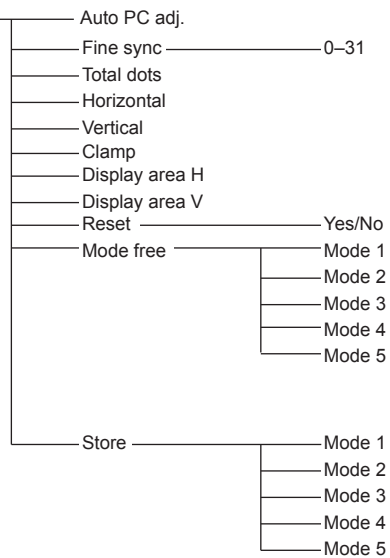 Auto PC adj.
Fine sync 0–31
Total dots
Horizontal
Vertical
Clamp
Display area H
Display area V
Reset Yes/No
Mode free Mode 1
Mode 2
Mode 3
Mode 4
Mode 5
Store Mode 1
Mode 2
Mode 3
Mode 4
Mode 5